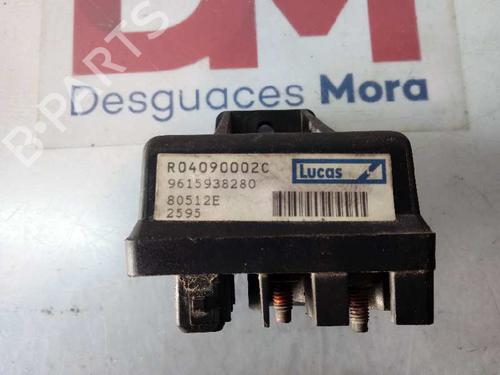 DM
Desguaces Mora
B-PARTS
R04090002C
Lucas
9615938280
80512E
2595